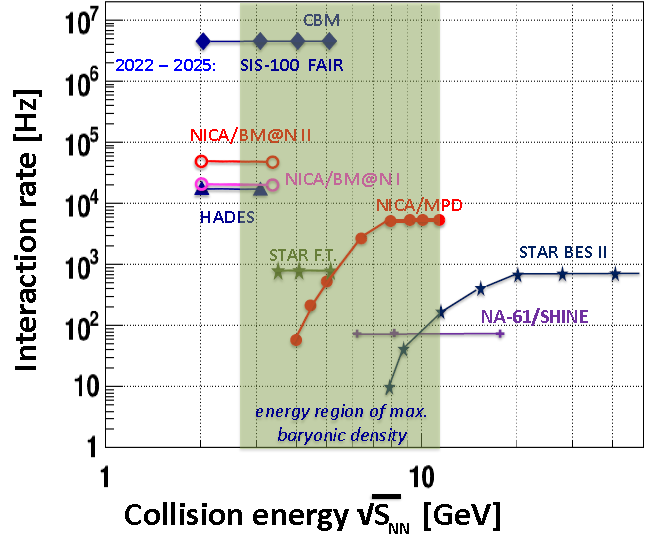 10⁷
CBM
2022 – 2025: SIS-100 FAIR
10⁶
10⁵
NICA/BM@N II
NICA/BM@N I
10⁴
HADES
NICA/MPD
10³
STAR F.T.
STAR BES II
10²
NA-61/SHINE
10
energy region of max.
baryonic density
1
1
10
Interaction rate [Hz]
Collision energy √SNN [GeV]